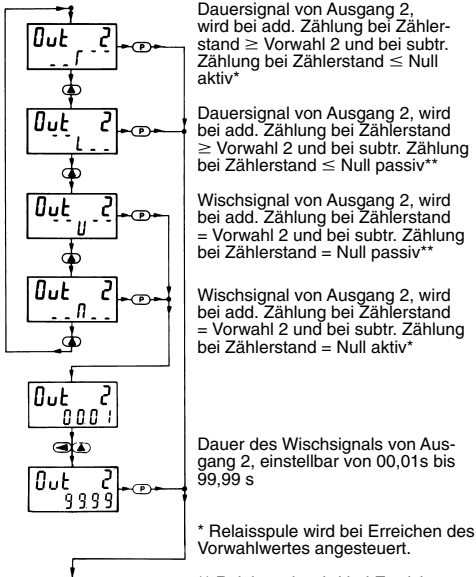 Out 2
P
Dauersignal von Ausgang 2,
wird bei add. Zählung bei Zähler-
stand ≥ Vorwahl 2 und bei subtr.
Zählung bei Zählerstand ≤ Null
aktiv*
Out 2
P
Dauersignal von Ausgang 2, wird
bei add. Zählung bei Zählerstand
≥ Vorwahl 2 und bei subtr. Zählung
bei Zählerstand ≤ Null passiv**
Out 2
P
Wischsignal von Ausgang 2, wird
bei add. Zählung bei Zählerstand
= Vorwahl 2 und bei subtr. Zählung
bei Zählerstand = Null passiv**
Out 2
P
Wischsignal von Ausgang 2, wird
bei add. Zählung bei Zählerstand
= Vorwahl 2 und bei subtr. Zählung
bei Zählerstand = Null aktiv*
Out 2
00.01
Out 2
99.99
P
Dauer des Wischsignals von Aus-
gang 2, einstellbar von 00,01s bis
99,99 s
* Relaisspule wird bei Erreichen des
Vorwahlwertes angesteuert.